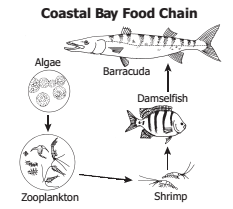 Coastal Bay Food Chain
Algae
Barracuda
Damselfish
Zooplankton
Shrimp